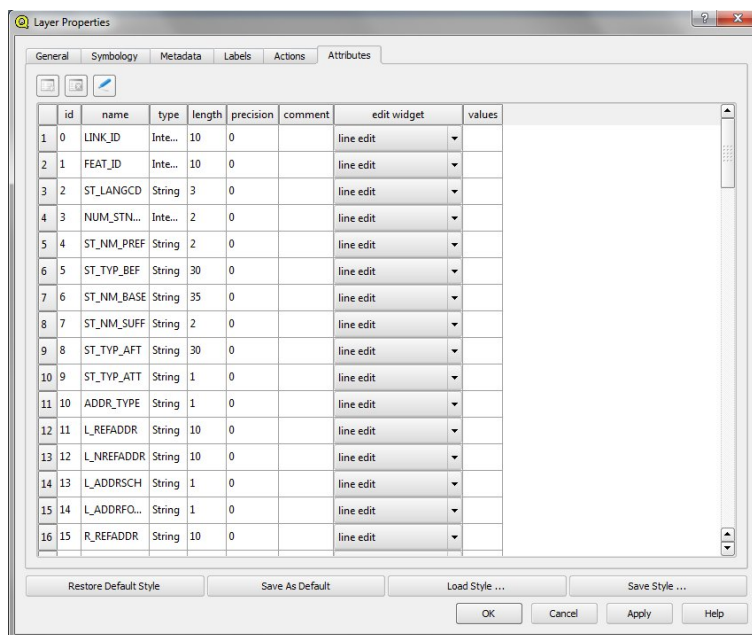 Layer Properties
General Symbology Metadata Labels Actions Attributes
id name type length precision comment edit widget values
1 0 LINK_ID Inte... 10 0 line edit
2 1 FEAT_ID Inte... 10 0 line edit
3 2 ST_LANGCD String 3 0 line edit
4 3 NUM_STN... Inte... 2 0 line edit
5 4 ST_NM_PREF String 2 0 line edit
6 5 ST_TYP_BEF String 30 0 line edit
7 6 ST_NM_BASE String 35 0 line edit
8 7 ST_NM_SUFF String 2 0 line edit
9 8 ST_TYP_AFT String 30 0 line edit
10 9 ST_TYP_ATT String 1 0 line edit
11 10 ADDR_TYPE String 1 0 line edit
12 11 L_REFADDR String 10 0 line edit
13 12 L_NREFADDR String 10 0 line edit
14 13 L_ADDRSCH String 1 0 line edit
15 14 L_ADDRFO... String 1 0 line edit
16 15 R_REFADDR String 10 0 line edit
Restore Default Style Save As Default Load Style ... Save Style ...
OK Cancel Apply Help